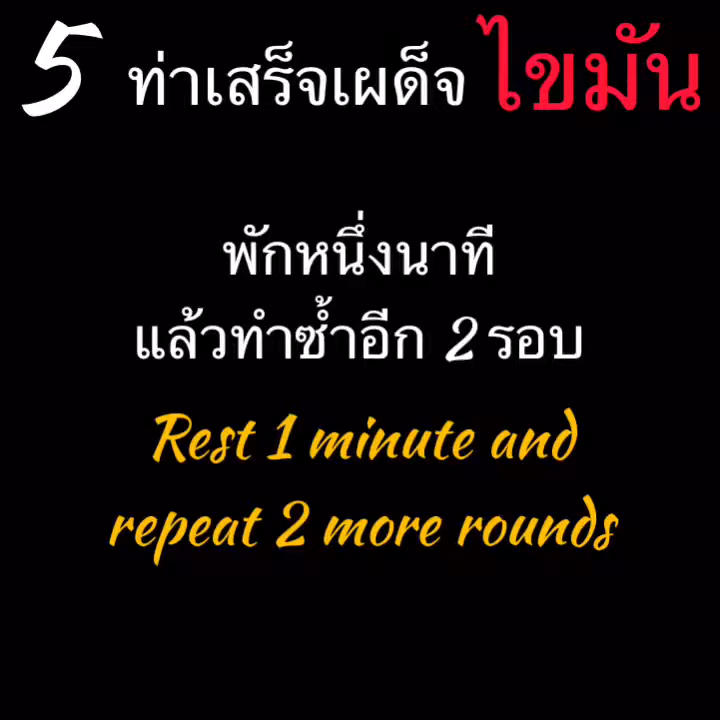 5 ท่าเสร็จเผด็จ ไขมัน
พักหนึ่งนาที
แล้วทำซ้ำอีก 2 รอบ
Rest 1 minute and
repeat 2 more rounds